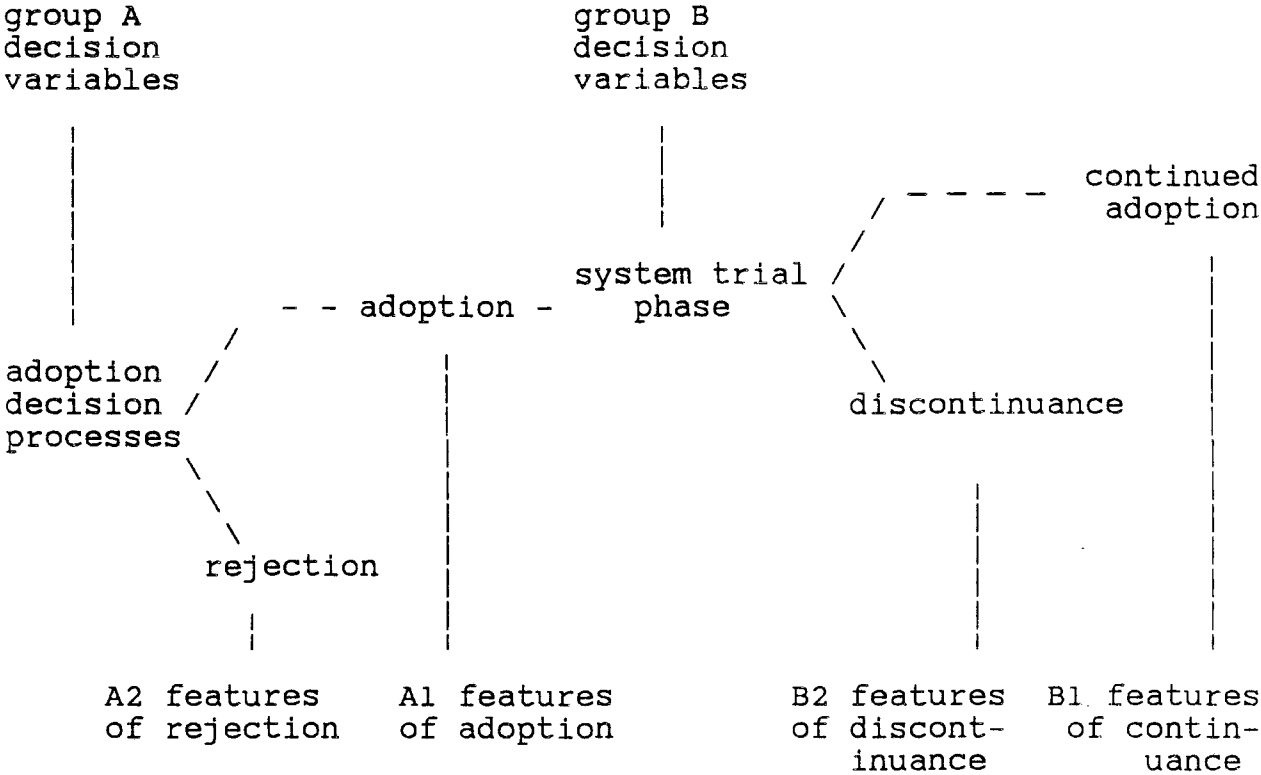 group A
decision
variables
group B
decision
variables
continued
adoption
system trial
phase
- - adoption -
adoption
decision
processes
discontinuance
rejection
A2 features
of rejection
A1 features
of adoption
B2 features
of discont-
inuance
B1 features
of contin-
uance